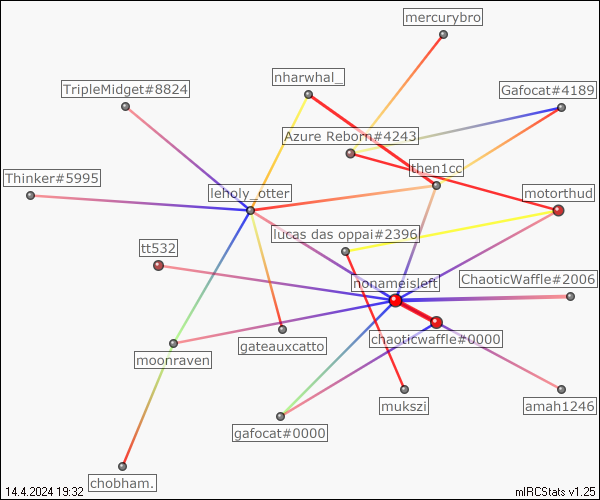 mercurybro
nharwhal_
TripleMidget#8824
Gafocat#4189
Azure Reborn#4243
then1cc
Thinker#5995
leholy_otter
motorthud
lucas das oppai#2396
tt532
nonameisleft
ChaoticWaffle#2006
chaoticwaffle#0000
gateauxcatto
moonraven
mukszi
amah1246
gafocat#0000
chobham.
14.4.2024 19:32
mIRCStats v1.25